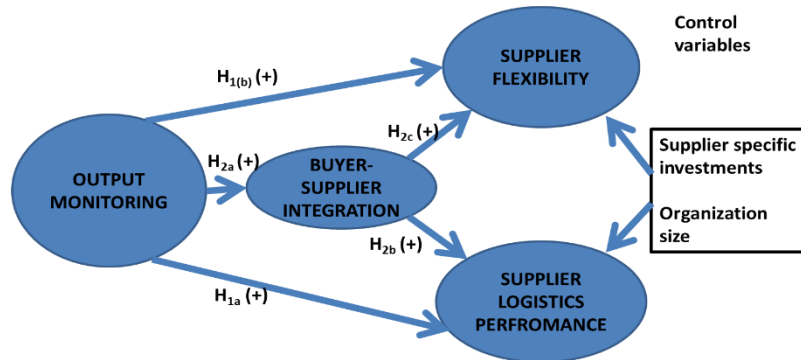 SUPPLIER
FLEXIBILITY
Control
variables
H1(b) (+)
H2c (+)
H2a (+)
BUYER-
SUPPLIER
INTEGRATION
OUTPUT
MONITORING
Supplier specific
investments
Organization
size
H2b (+)
H1a (+)
SUPPLIER
LOGISTICS
PERFROMANCE